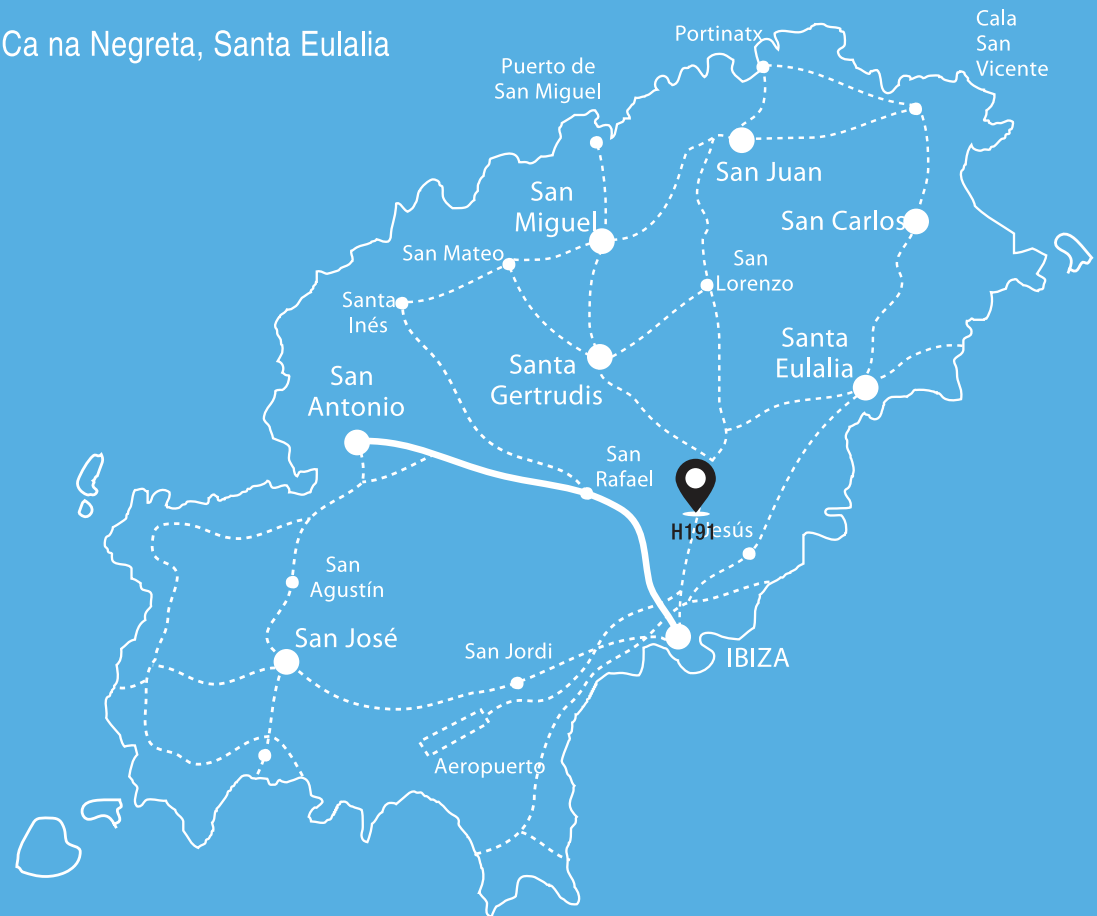 Ca na Negreta, Santa Eulalia
Cala
San
Vicente
Portinatx
Puerto de
San Miguel
San Juan
San
Miguel
San Carlos
San Mateo
San
Lorenzo
Santa
Inés
Santa
Eulalia
Santa
Gertrudis
San
Antonio
San
Rafael
H191
Jesús
San
Agustín
San José
San Jordi
IBIZA
Aeropuerto